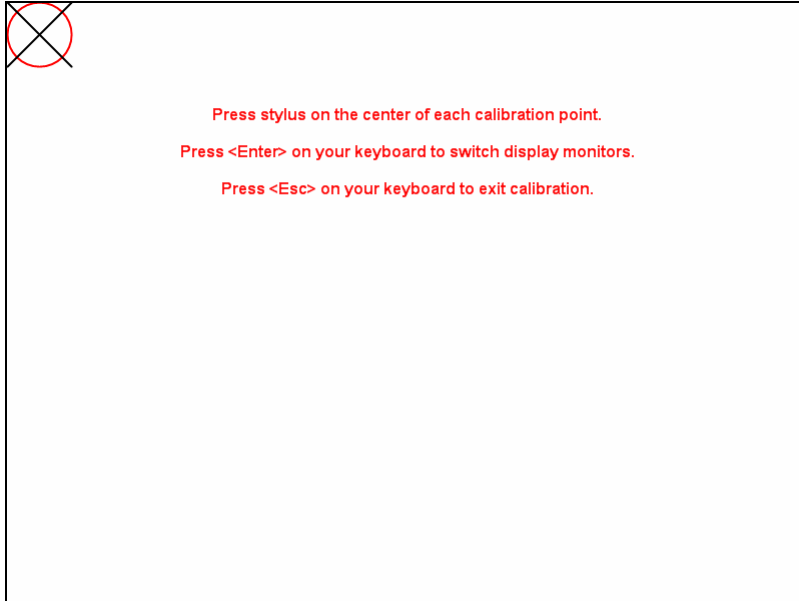 Press stylus on the center of each calibration point.
Press <Enter> on your keyboard to switch display monitors.
Press <Esc> on your keyboard to exit calibration.